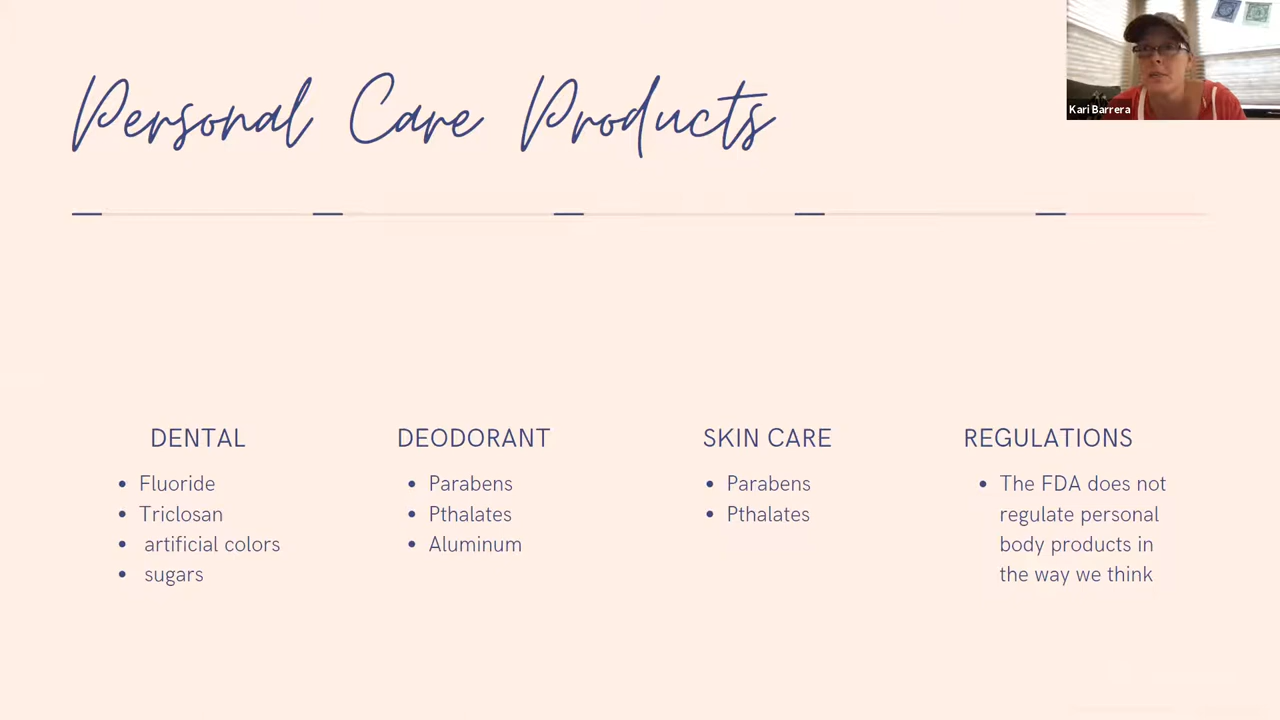 Personal Care Products
Kari Barrera
DENTAL
• Fluoride
• Triclosan
• artificial colors
• sugars
DEODORANT
• Parabens
• Pthalates
• Aluminum
SKIN CARE
• Parabens
• Pthalates
REGULATIONS
• The FDA does not
regulate personal
body products in
the way we think